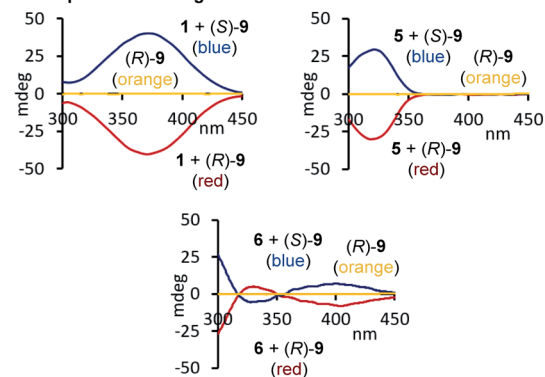 50
25
0
-25
-50
mdeg
300
350
400
450
nm
1 + (S)-9
(blue)
(R)-9
(orange)
1 + (R)-9
(red)
50
25
0
-25
-50
mdeg
300
350
400
450
nm
5 + (S)-9
(blue)
(R)-9
(orange)
5 + (R)-9
(red)
50
25
0
-25
-50
mdeg
300
350
400
450
nm
6 + (S)-9
(blue)
(R)-9
(orange)
6 + (R)-9
(red)